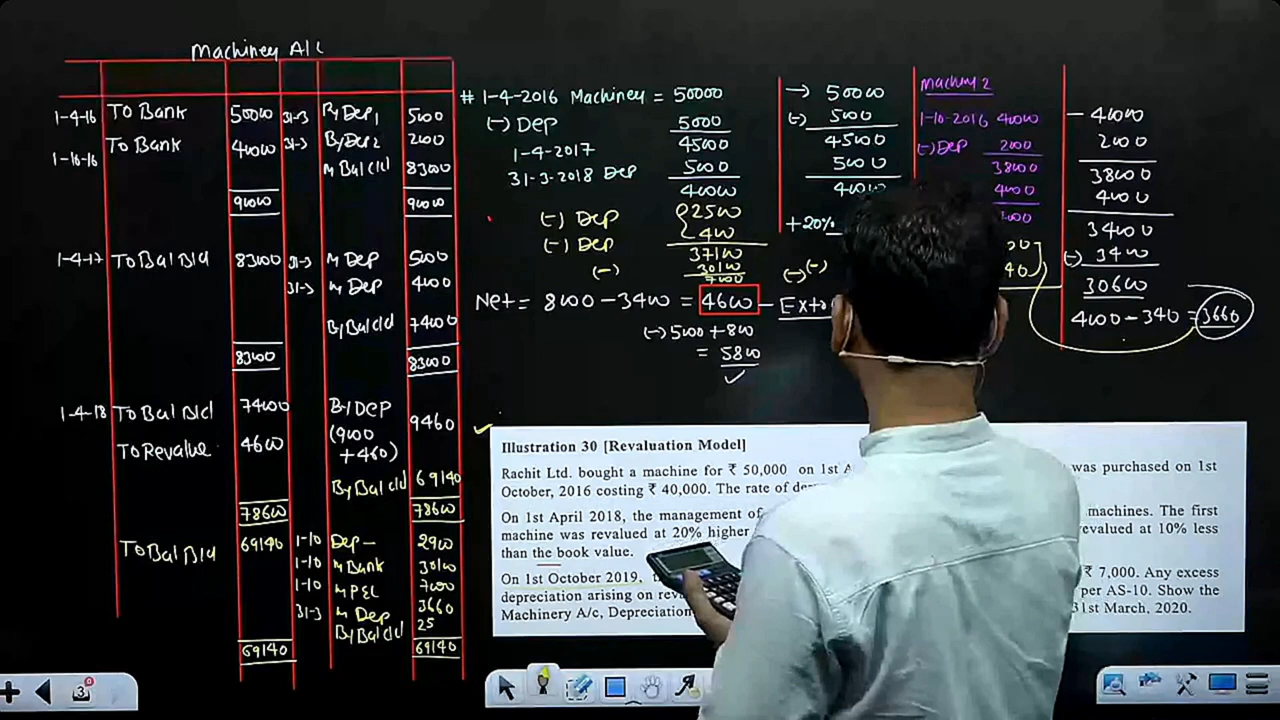 Machinery A/C
1-4-16 To Bank 50000 31-3 By Dep1 5000
1-10-16 To Bank 40000 31-3 By Dep2 2000
" Bal c/d 83000
90000 90000
1-4-17 To Bal B/d 83000 31-3 " Dep 5000
31-3 " Dep 4000
By Bal c/d 74000
83000 83000
1-4-18 To Bal B/d 74000 By Dep 9460
To Revalue 4600 (9000
+460)
By Bal c/d 69140
78600 78600
To Bal B/d 69140 1-10 Dep - 2900
1-10 " Bank 30100
1-10 " P&L 7000
31-3 " Dep 3660
By Bal c/d 25
69140 69140
# 1-4-2016 Machinery = 50000
(-) Dep 5000
1-4-2017 45000
31-3-2018 Dep 5000
40000
(-) Dep 2500
(-) Dep 400
37100
(-) 30100
7000
Net = 8000 - 3400 = 4600 - Extra
(-) 5000 + 800
= 5800
→ 50000
(-) 5000
45000
5000
40000
+20%
(-) (-)
Machinery 2
1-10-2016 40000
(-) Dep 2000
38000
4000
- 40000
2000
38000
4000
34000
(-) 3400
30600
4000 - 340 = 3660
Illustration 30 [Revaluation Model]
Rachit Ltd. bought a machine for ₹ 50,000 on 1st was purchased on 1st
October, 2016 costing ₹ 40,000. The rate of
On 1st April 2018, the management of machines. The first
machine was revalued at 20% higher revalued at 10% less
than the book value.
On 1st October 2019, ₹ 7,000. Any excess
depreciation arising on per AS-10. Show the
Machinery A/c, Depreciation 31st March, 2020.
3
0